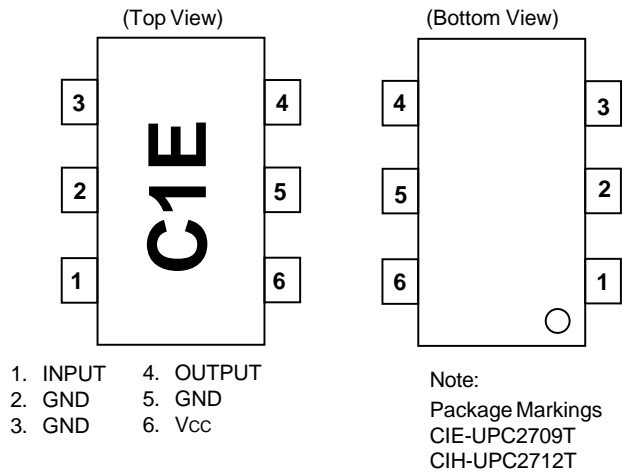 (Top View)
3 4
2 5
1 6
C1E
1. INPUT 4. OUTPUT
2. GND 5. GND
3. GND 6. VCC
(Bottom View)
4 3
5 2
6 1
Note:
Package Markings
CIE-UPC2709T
CIH-UPC2712T